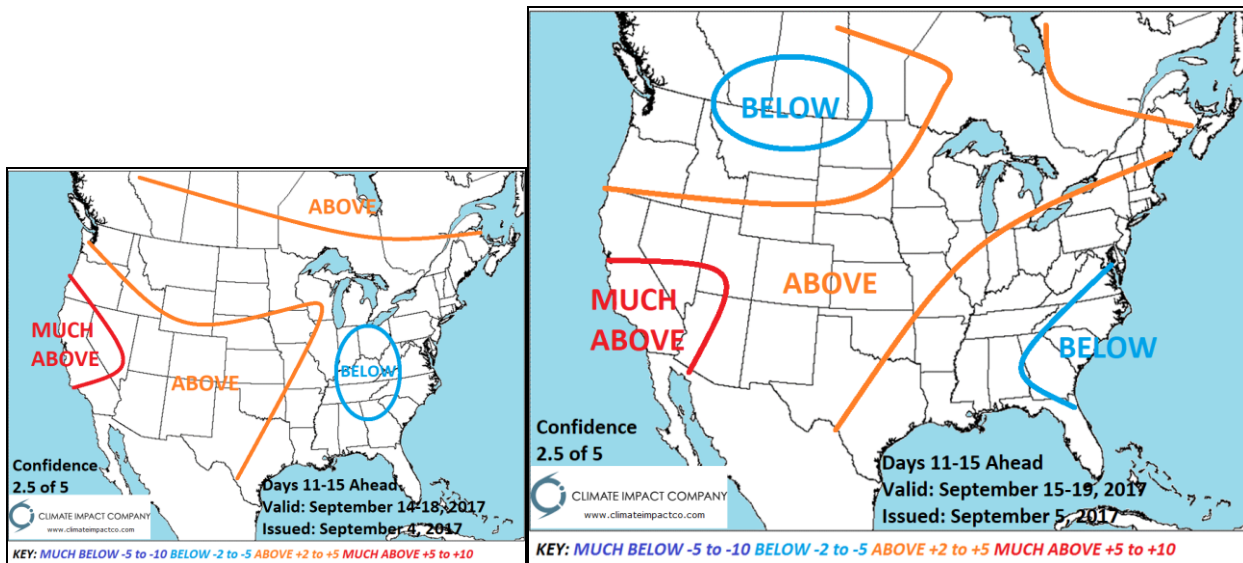 ABOVE
MUCH
ABOVE
ABOVE
BELOW
Confidence
2.5 of 5
Days 11-15 Ahead
Valid: September 14-18, 2017
Issued: September 4, 2017
CLIMATE IMPACT COMPANY
www.climateimpactco.com
KEY: MUCH BELOW -5 to -10 BELOW -2 to -5 ABOVE +2 to +5 MUCH ABOVE +5 to +10
BELOW
MUCH
ABOVE
ABOVE
BELOW
Confidence
2.5 of 5
Days 11-15 Ahead
Valid: September 15-19, 2017
Issued: September 5, 2017
CLIMATE IMPACT COMPANY
www.climateimpactco.com
KEY: MUCH BELOW -5 to -10 BELOW -2 to -5 ABOVE +2 to +5 MUCH ABOVE +5 to +10